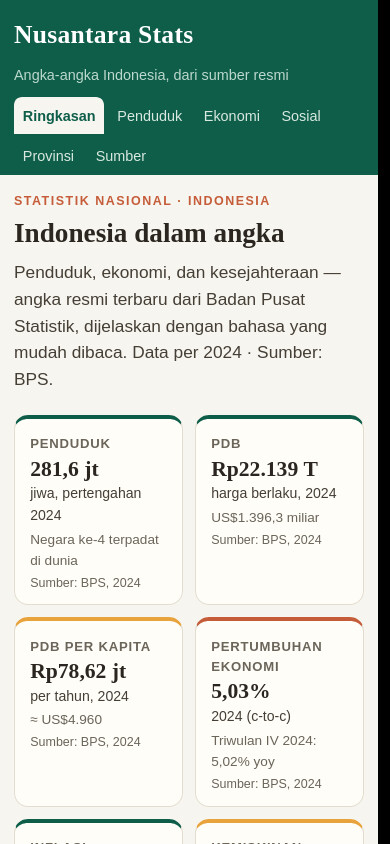 Nusantara Stats
Angka-angka Indonesia, dari sumber resmi
Ringkasan Penduduk Ekonomi Sosial
Provinsi Sumber
STATISTIK NASIONAL · INDONESIA
Indonesia dalam angka
Penduduk, ekonomi, dan kesejahteraan —
angka resmi terbaru dari Badan Pusat
Statistik, dijelaskan dengan bahasa yang
mudah dibaca. Data per 2024 · Sumber:
BPS.
PENDUDUK
281,6 jt
jiwa, pertengahan
2024
Negara ke-4 terpadat
di dunia
Sumber: BPS, 2024
PDB
Rp22.139 T
harga berlaku, 2024
US$1.396,3 miliar
Sumber: BPS, 2024
PDB PER KAPITA
Rp78,62 jt
per tahun, 2024
≈ US$4.960
Sumber: BPS, 2024
PERTUMBUHAN
EKONOMI
5,03%
2024 (c-to-c)
Triwulan IV 2024:
5,02% yoy
Sumber: BPS, 2024